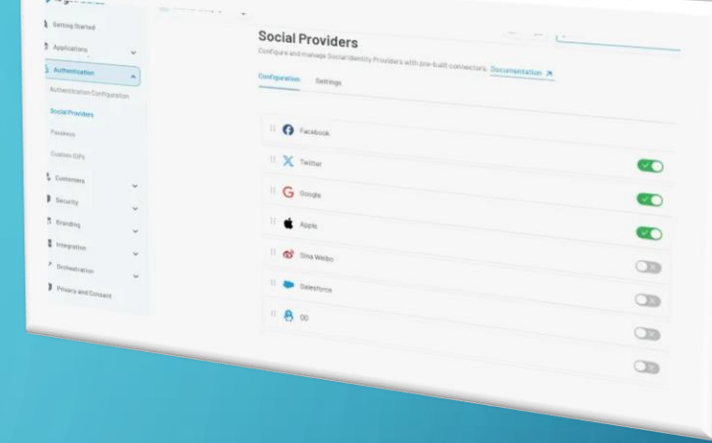 Getting Started
Social Providers
Configure and manage Social Identity Providers with pre-built connectors. Documentation
Applications
Authentication
Configuration Settings
Authentication Configuration
Social Providers
Facebook
Passkeys
Twitter
Custom IDPs
Google
Customers
Apple
Security
Sina Weibo
Branding
Salesforce
Integration
QQ
Orchestration
Privacy and Consent